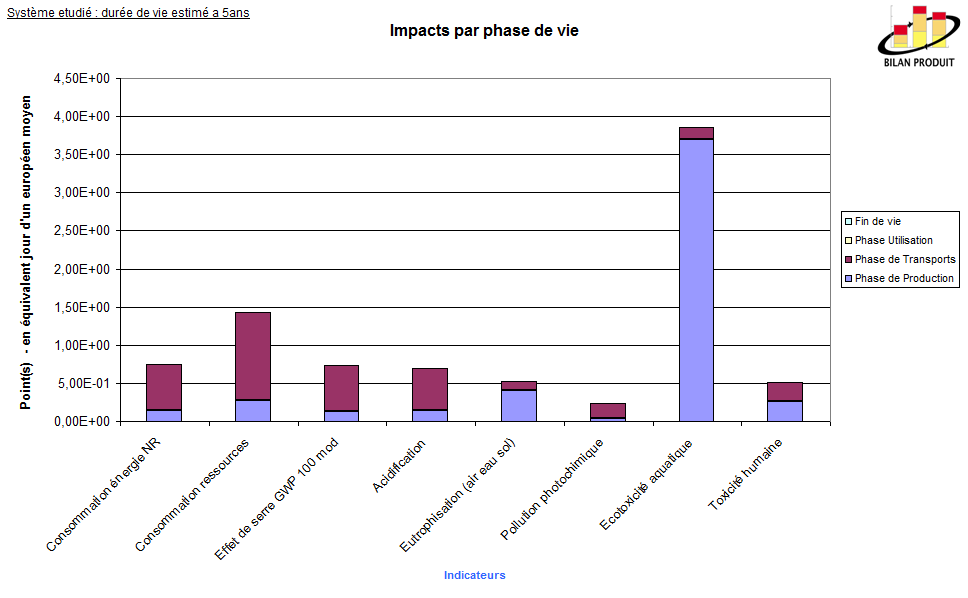 Système etudié : durée de vie estimé a 5ans
Impacts par phase de vie
BILAN PRODUIT
Point(s)  - en équivalent jour d'un européen moyen
4,50E+00
4,00E+00
3,50E+00
3,00E+00
2,50E+00
2,00E+00
1,50E+00
1,00E+00
5,00E-01
0,00E+00
Consommation énergie NR
Consommation ressources
Effet de serre GWP 100 mod
Acidification
Eutrophisation (air eau sol)
Pollution photochimique
Ecotoxicité aquatique
Toxicité humaine
Indicateurs
Fin de vie
Phase Utilisation
Phase de Transports
Phase de Production